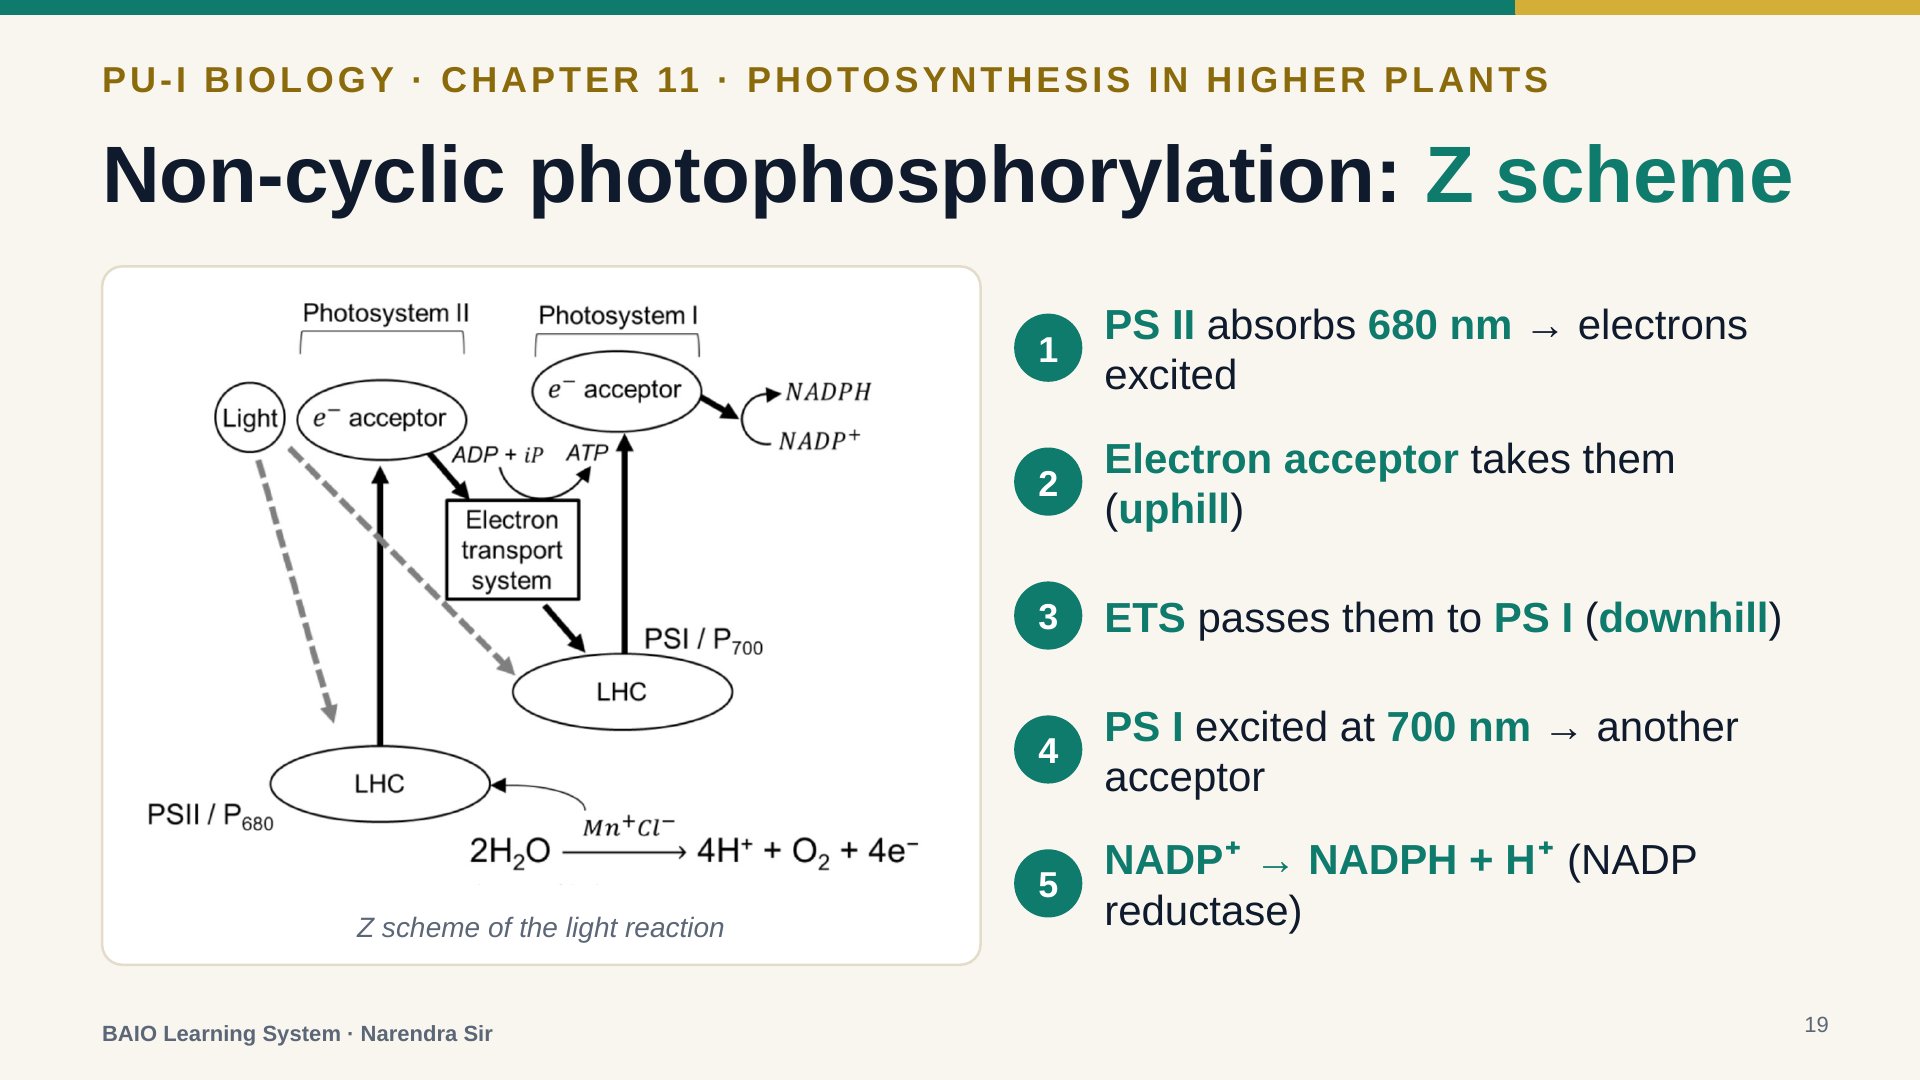 PU-I BIOLOGY · CHAPTER 11 · PHOTOSYNTHESIS IN HIGHER PLANTS
Non-cyclic photophosphorylation: Z scheme
Photosystem II
Photosystem I
Light
e⁻ acceptor
e⁻ acceptor
NADPH
NADP⁺
ADP + iP
ATP
Electron
transport
system
PSI / P₇₀₀
LHC
LHC
PSII / P₆₈₀
Mn⁺Cl⁻
2H₂O ⟶ 4H⁺ + O₂ + 4e⁻
Z scheme of the light reaction
1
PS II absorbs 680 nm → electrons
excited
2
Electron acceptor takes them
(uphill)
3
ETS passes them to PS I (downhill)
4
PS I excited at 700 nm → another
acceptor
5
NADP⁺ → NADPH + H⁺ (NADP
reductase)
BAIO Learning System · Narendra Sir
19